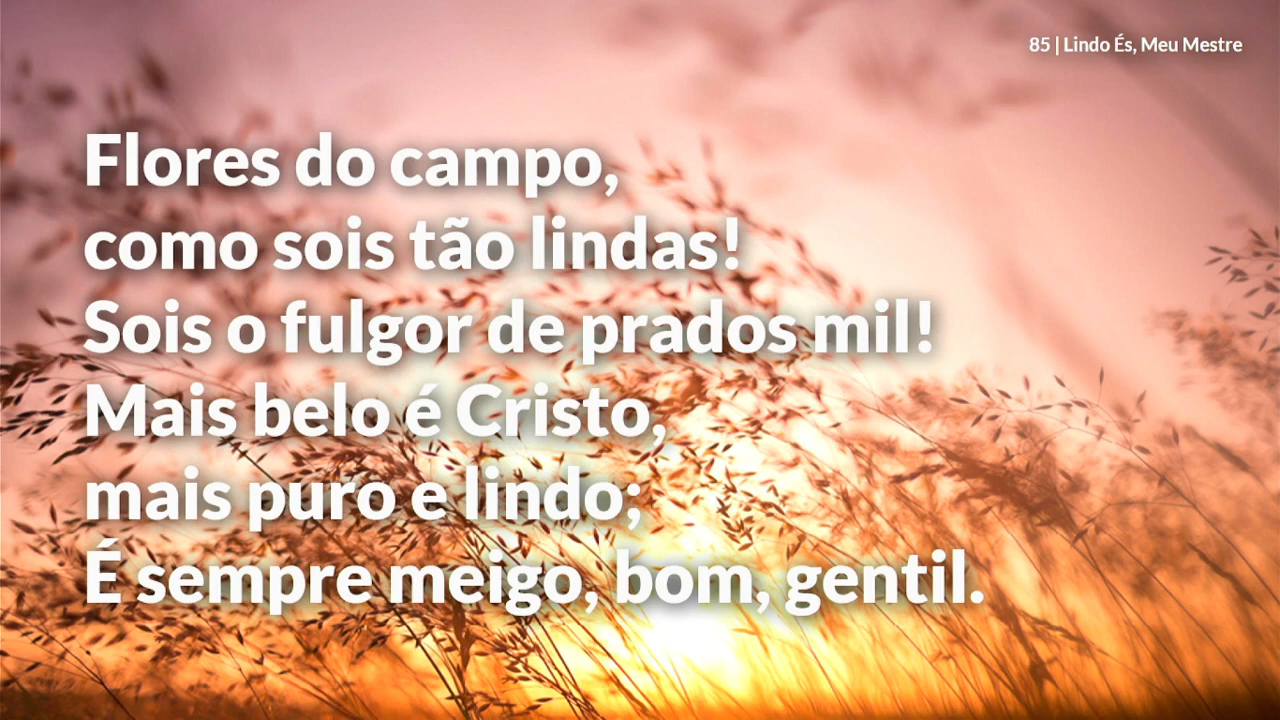 85 | Lindo És, Meu Mestre
Flores do campo,
como sois tão lindas!
Sois o fulgor de prados mil!
Mais belo é Cristo,
mais puro e lindo;
É sempre meigo, bom, gentil.